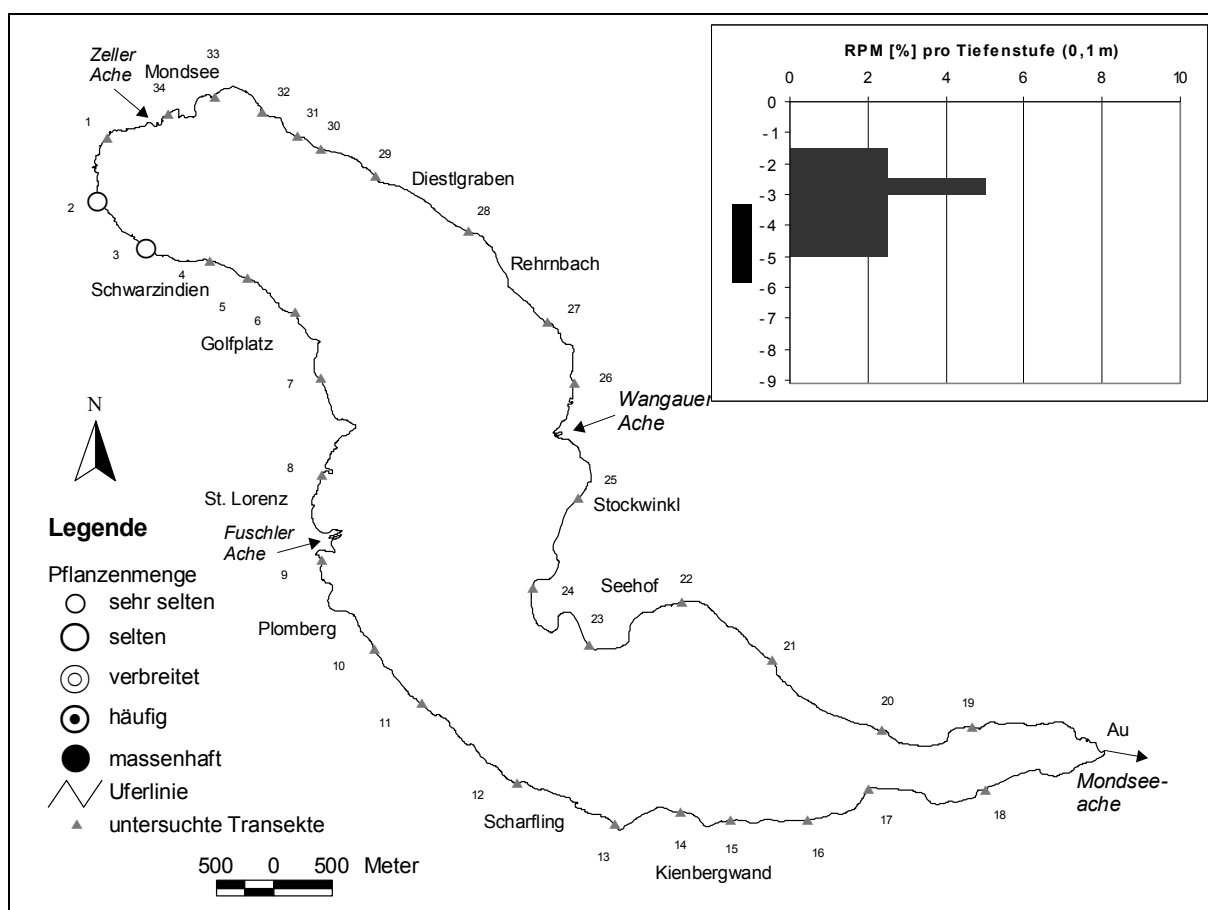 Zeller
Ache
Mondsee
33
34
32
31
30
29
1
Diestlgraben
2
28
3
Rehrnbach
4
Schwarzindien
5
6
27
Golfplatz
7
26
Wangauer
Ache
N
8
25
St. Lorenz
Stockwinkl
Fuschler
Ache
9
24
Seehof
22
23
Plomberg
10
21
11
20
19
Au
Mondsee-
ache
12
Scharfling
13
14
15
16
17
18
Kienbergwand
RPM [%] pro Tiefenstufe (0,1m)
0 2 4 6 8 10
0
-1
-2
-3
-4
-5
-6
-7
-8
-9
Legende
Pflanzenmenge
sehr selten
selten
verbreitet
häufig
massenhaft
Uferlinie
untersuchte Transekte
500 0 500 Meter